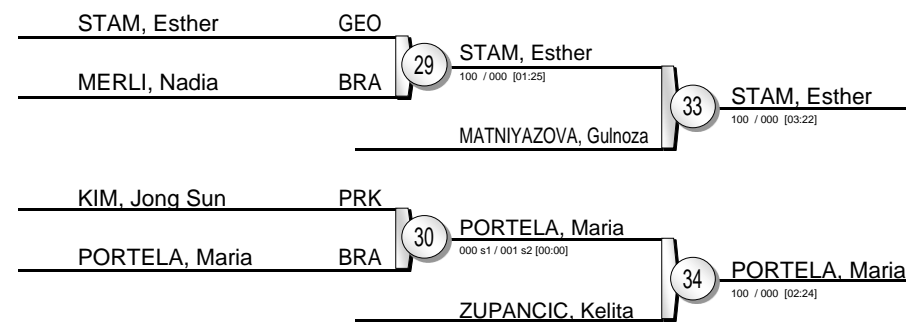 STAM, Esther GEO
MERLI, Nadia BRA
29
STAM, Esther
100 / 000 [01:25]
MATNIYAZOVA, Gulnoza
33
STAM, Esther
100 / 000 [03:22]
KIM, Jong Sun PRK
PORTELA, Maria BRA
30
PORTELA, Maria
000 s1 / 001 s2 [00:00]
ZUPANCIC, Kelita
34
PORTELA, Maria
100 / 000 [02:24]